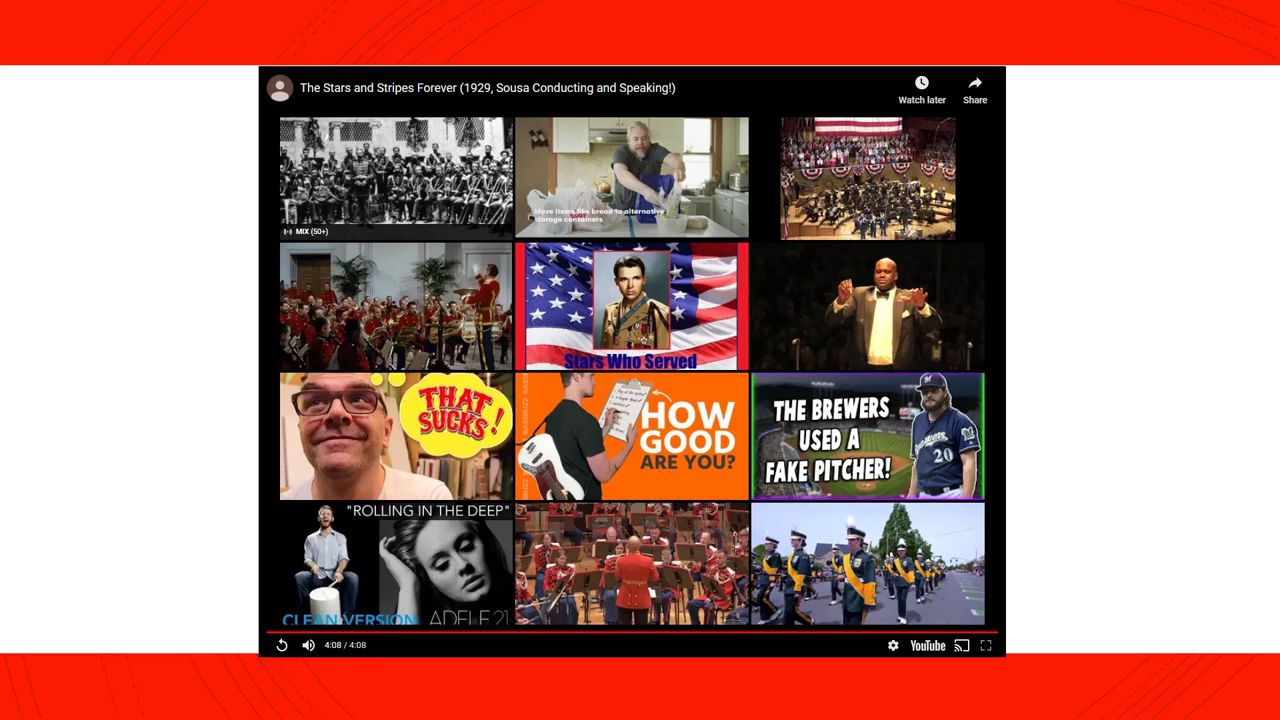 The Stars and Stripes Forever (1929, Sousa Conducting and Speaking!)
Watch later
Share
MIX (50+)
Move items like bread to alternative
storage containers
Stars Who Served
THAT
SUCKS!
HOW
GOOD
ARE YOU?
THE BREWERS
USED A
FAKE PITCHER!
20
"ROLLING IN THE DEEP"
CLEAN VERSION
ADELE 21
4:08 / 4:08
YouTube